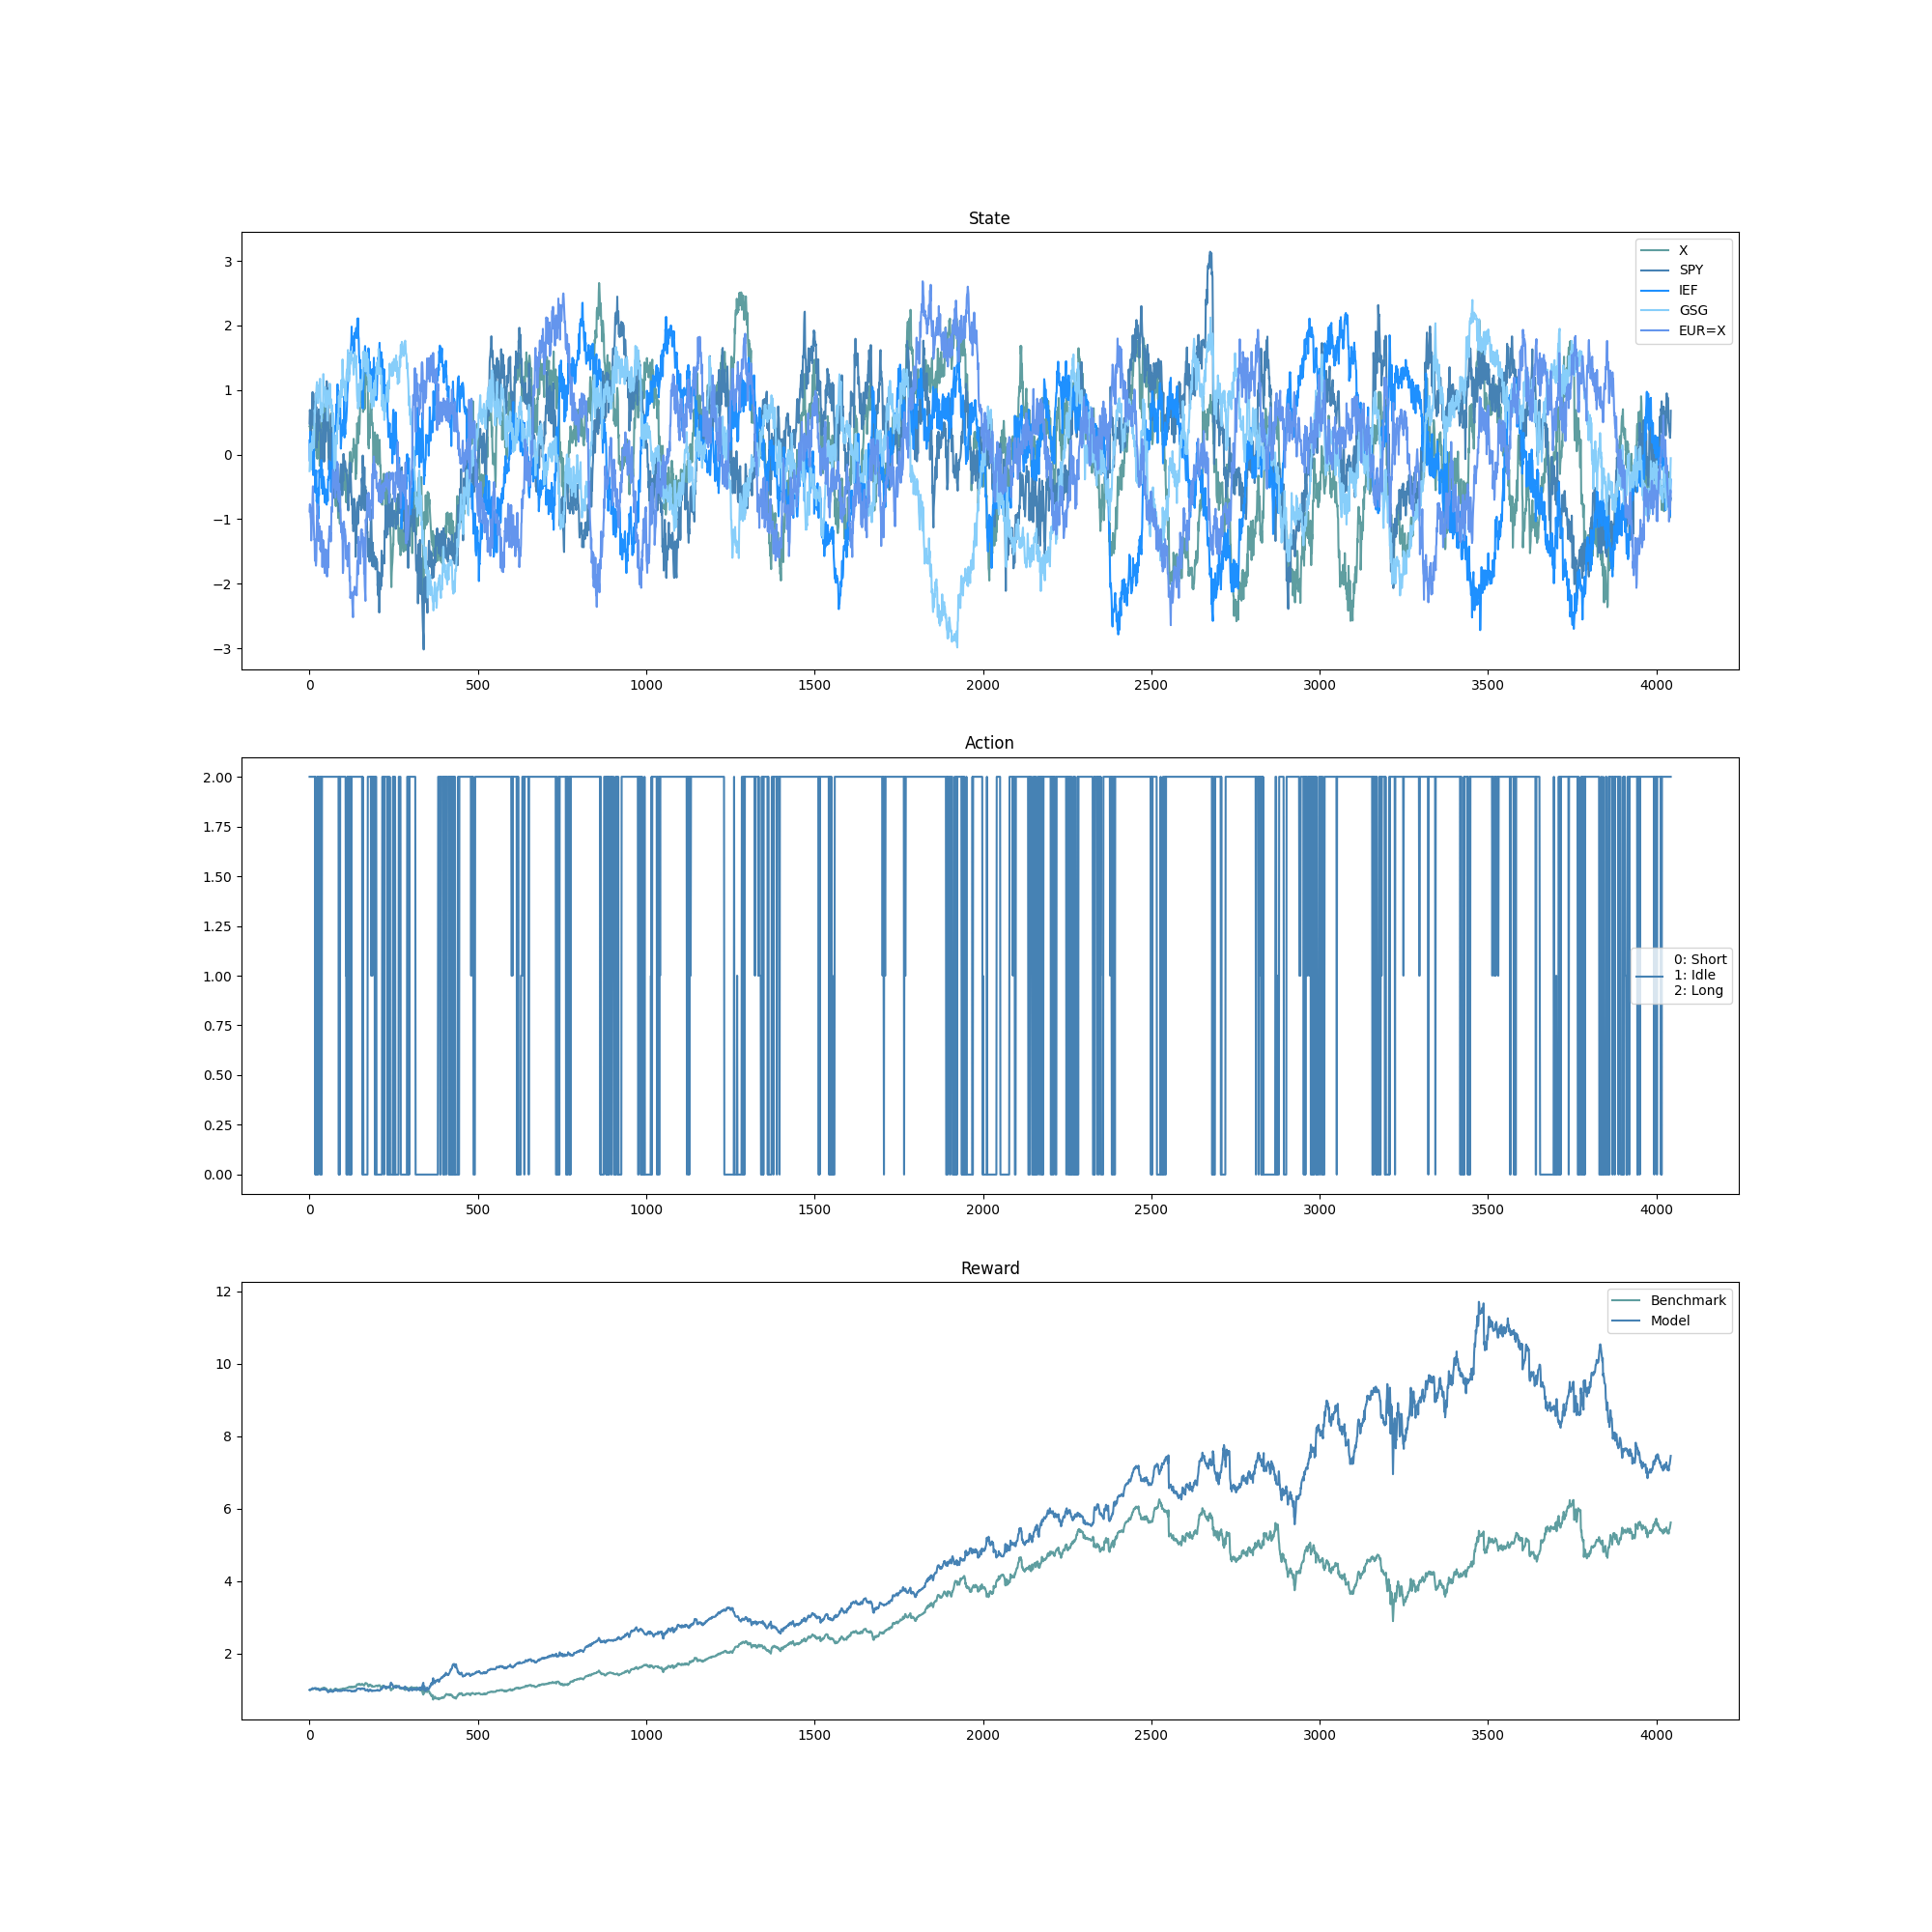 State
3
2
1
0
−1
−2
−3
X
SPY
IEF
GSG
EUR=X
0 500 1000 1500 2000 2500 3000 3500 4000
Action
2.00
1.75
1.50
1.25
1.00
0.75
0.50
0.25
0.00
0: Short
1: Idle
2: Long
0 500 1000 1500 2000 2500 3000 3500 4000
Reward
12
10
8
6
4
2
Benchmark
Model
0 500 1000 1500 2000 2500 3000 3500 4000